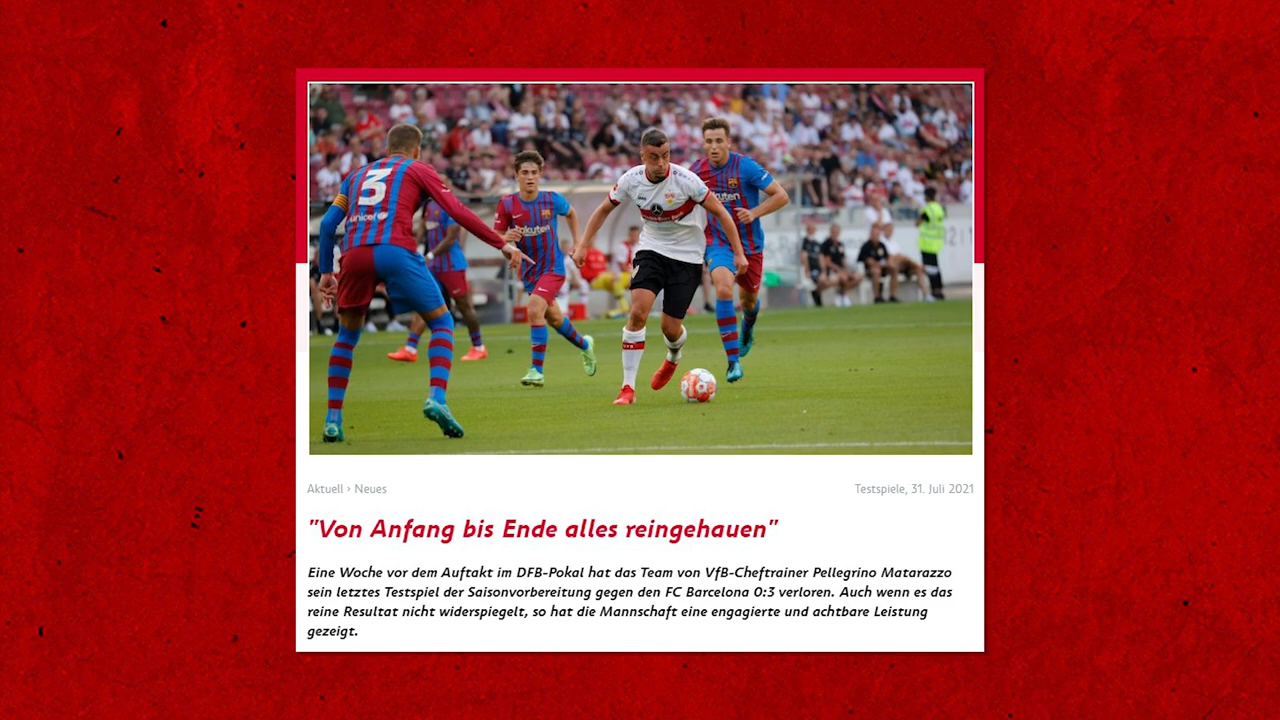 3
unicef
Rakuten
Aktuell › Neues
Testspiele, 31. Juli 2021
"Von Anfang bis Ende alles reingehauen"
Eine Woche vor dem Auftakt im DFB-Pokal hat das Team von VfB-Cheftrainer Pellegrino Matarazzo
sein letztes Testspiel der Saisonvorbereitung gegen den FC Barcelona 0:3 verloren. Auch wenn es das
reine Resultat nicht widerspiegelt, so hat die Mannschaft eine engagierte und achtbare Leistung
gezeigt.